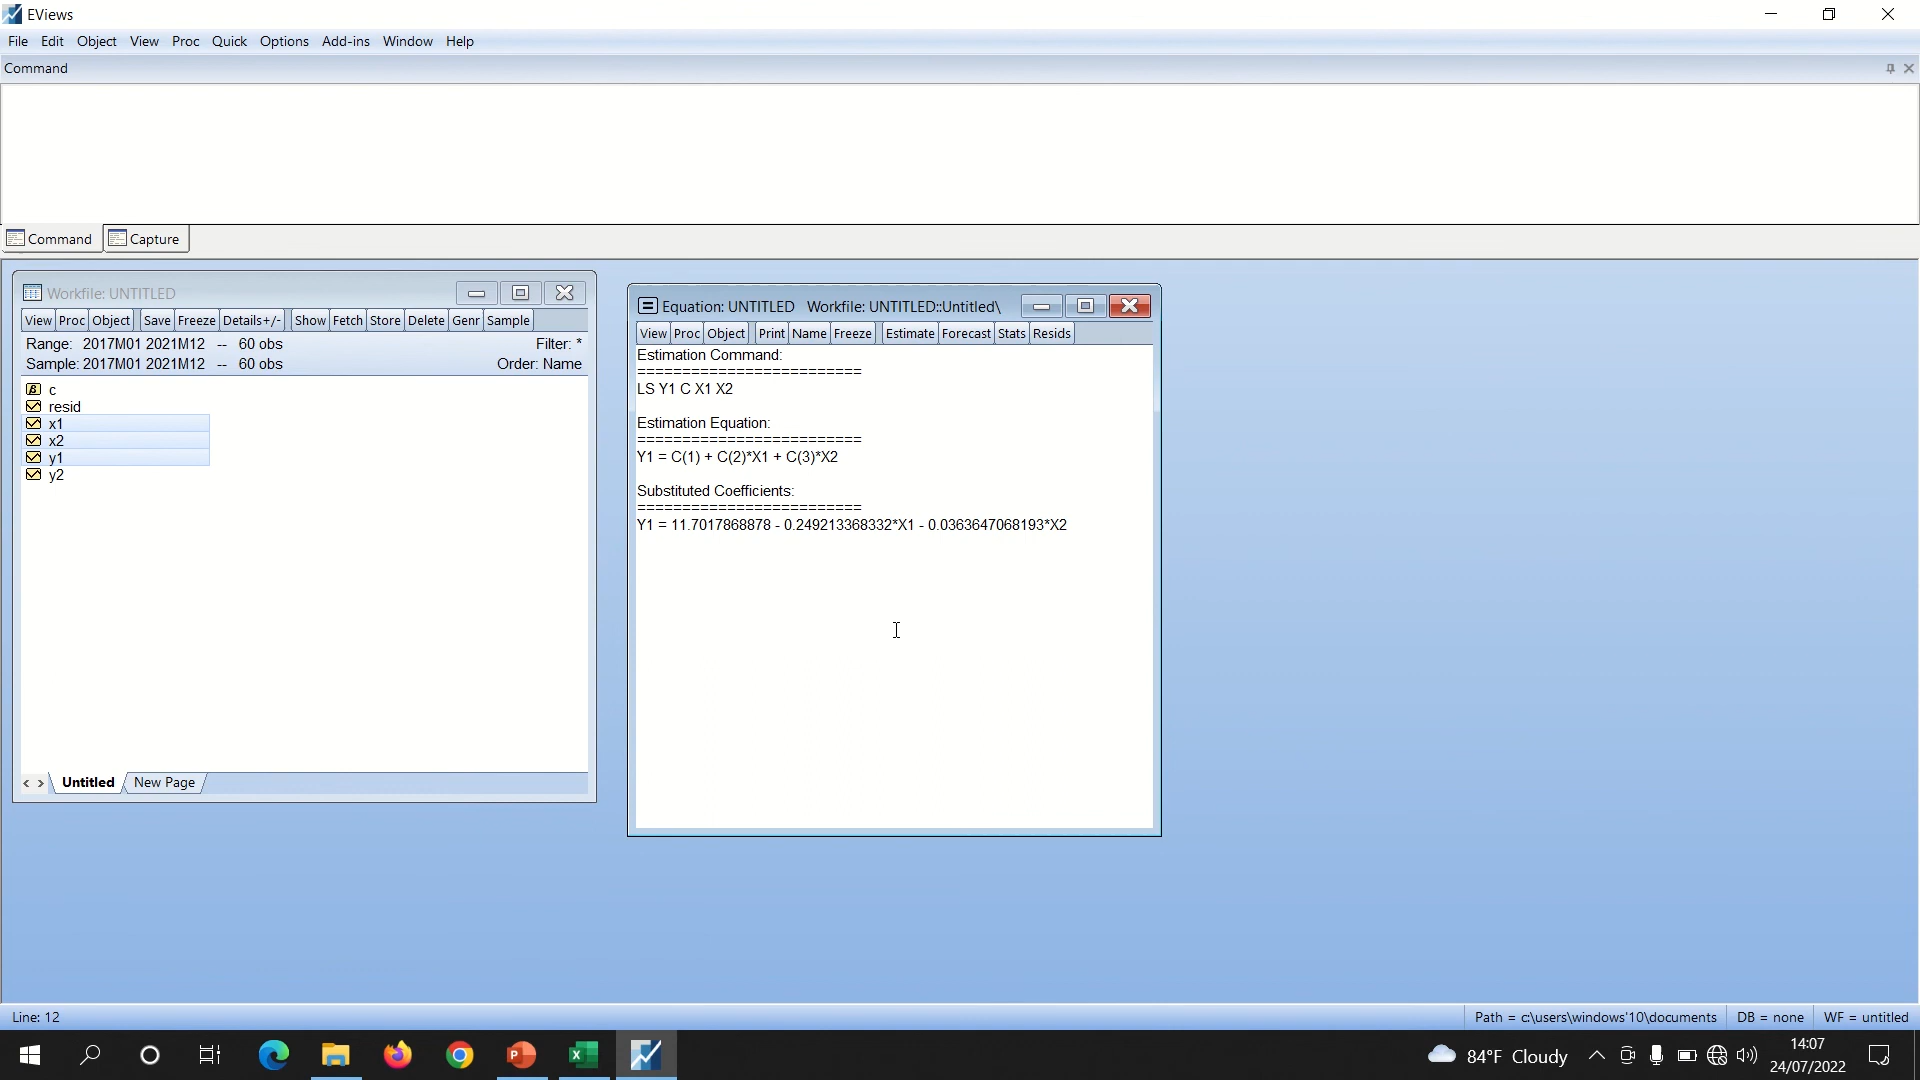 EViews
File Edit Object View Proc Quick Options Add-ins Window Help
Command
Command Capture
Workfile: UNTITLED
View Proc Object Save Freeze Details+/- Show Fetch Store Delete Genr Sample
Range: 2017M01 2021M12 -- 60 obs Filter: *
Sample: 2017M01 2021M12 -- 60 obs Order: Name
c
resid
x1
x2
y1
y2
Untitled New Page
Equation: UNTITLED Workfile: UNTITLED::Untitled\
View Proc Object Print Name Freeze Estimate Forecast Stats Resids
Estimation Command:
=========================
LS Y1 C X1 X2
Estimation Equation:
=========================
Y1 = C(1) + C(2)*X1 + C(3)*X2
Substituted Coefficients:
=========================
Y1 = 11.7017868878 - 0.249213368332*X1 - 0.0363647068193*X2
Line: 12 Path = c:\users\windows'10\documents DB = none WF = untitled
84°F Cloudy
14:07
24/07/2022